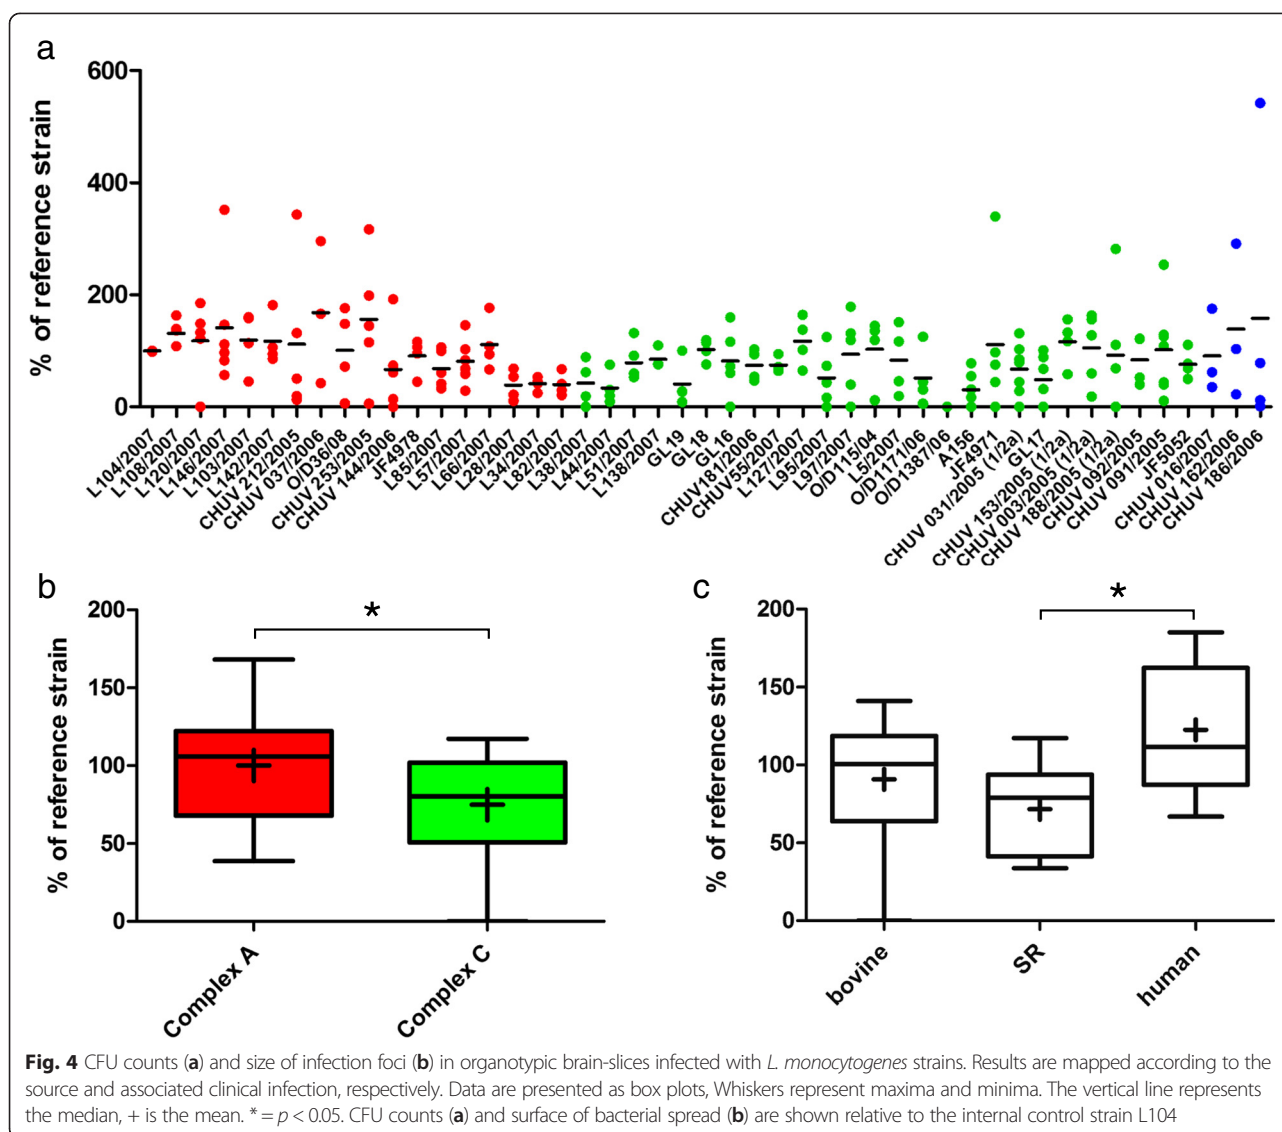 a
% of reference strain
600
400
200
0
L104/2007
L108/2007
L120/2007
L146/2007
L103/2007
L142/2007
CHUV 212/2005
CHUV 037/2006
O/D36/08
CHUV 253/2005
CHUV 144/2006
JF4978
L85/2007
L57/2007
L66/2007
L28/2007
L34/2007
L82/2007
L38/2007
L44/2007
L51/2007
L138/2007
GL19
GL18
GL16
CHUV181/2006
CHUV55/2007
L127/2007
L95/2007
L97/2007
O/D115/04
L5/2007
O/D1171/06
O/D1387/06
A156
JF4971
CHUV 031/2005 (1/2a)
GL17
CHUV 153/2005 (1/2a)
CHUV 003/2005 (1/2a)
CHUV 188/2005 (1/2a)
CHUV 092/2005
CHUV 091/2005
JF5052
CHUV 016/2007
CHUV 162/2006
CHUV 186/2006
b
% of reference strain
200
150
100
50
0
*
Complex A
Complex C
c
% of reference strain
200
150
100
50
0
*
bovine
SR
human
Fig. 4 CFU counts (a) and size of infection foci (b) in organotypic brain-slices infected with L. monocytogenes strains. Results are mapped according to the
source and associated clinical infection, respectively. Data are presented as box plots, Whiskers represent maxima and minima. The vertical line represents
the median, + is the mean. * = p < 0.05. CFU counts (a) and surface of bacterial spread (b) are shown relative to the internal control strain L104